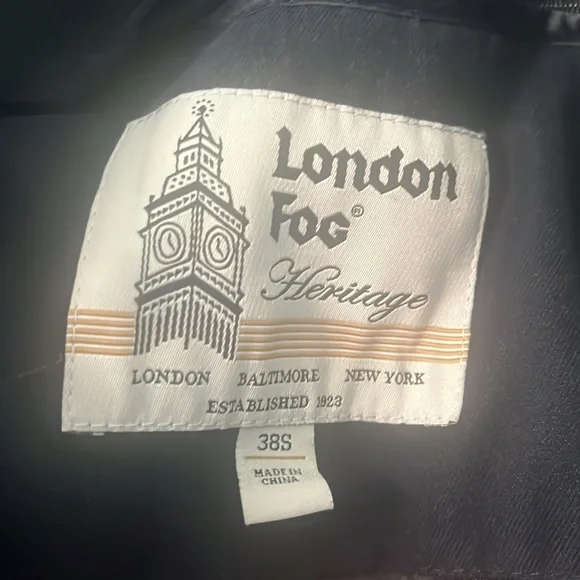 London
Fog®
Heritage
LONDON BALTIMORE NEW YORK
ESTABLISHED 1923
38S
MADE IN
CHINA